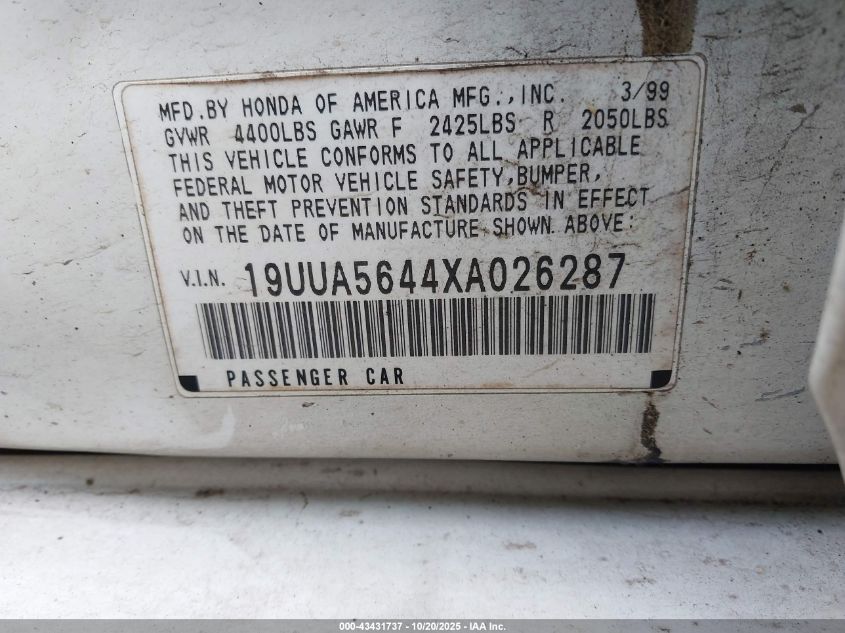 MFD.BY HONDA OF AMERICA MFG.,INC. 3/99
GVWR 4400LBS GAWR F 2425LBS R 2050LBS
THIS VEHICLE CONFORMS TO ALL APPLICABLE
FEDERAL MOTOR VEHICLE SAFETY,BUMPER,
AND THEFT PREVENTION STANDARDS IN EFFECT
ON THE DATE OF MANUFACTURE SHOWN ABOVE:
V.I.N. 19UUA5644XA026287
PASSENGER CAR
000-43431737 - 10/20/2025 - IAA Inc.